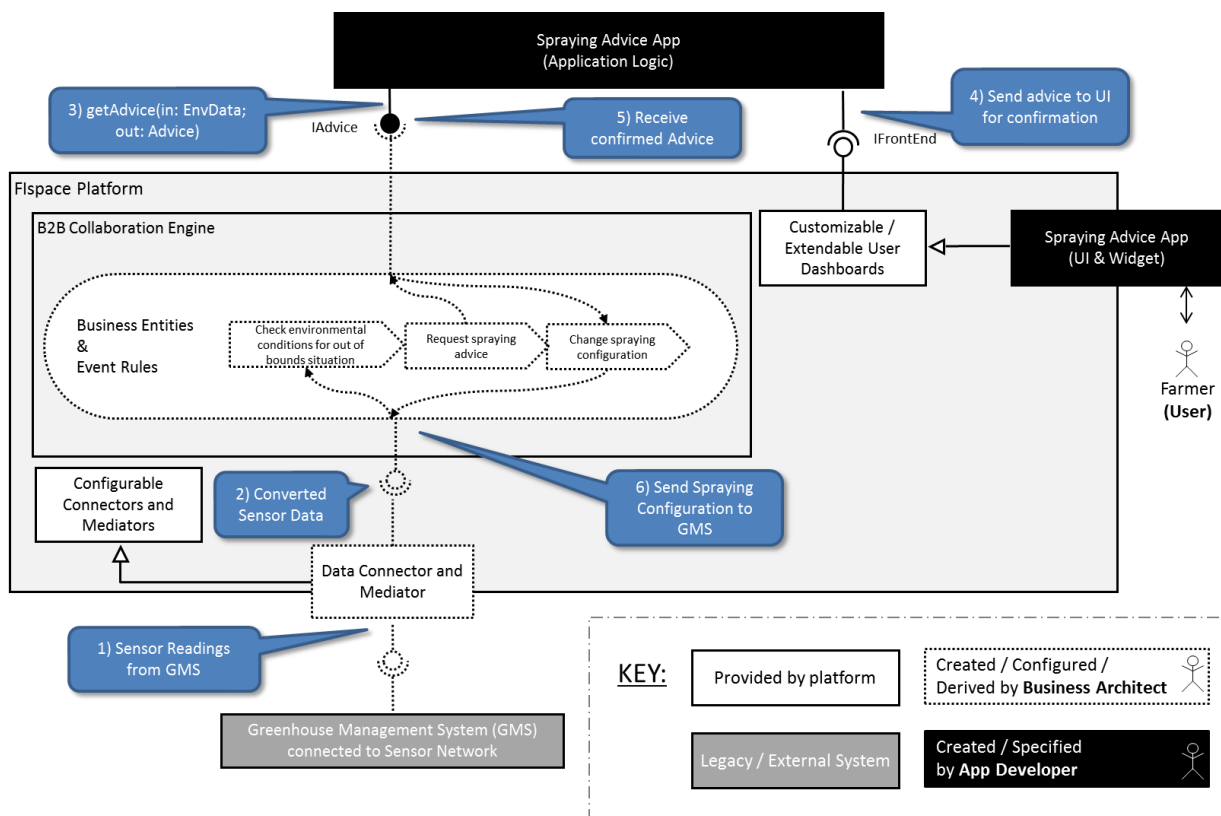 Spraying Advice App
(Application Logic)
3) getAdvice(in: EnvData;
out: Advice)
IAdvice
5) Receive
confirmed Advice
4) Send advice to UI
for confirmation
IFrontEnd
FIspace Platform
B2B Collaboration Engine
Customizable /
Extendable User
Dashboards
Spraying Advice App
(UI & Widget)
Business Entities
&
Event Rules
Check environmental
conditions for out of
bounds situation
Request spraying
advice
Change spraying
configuration
Farmer
(User)
Configurable
Connectors and
Mediators
2) Converted
Sensor Data
6) Send Spraying
Configuration to
GMS
Data Connector and
Mediator
1) Sensor Readings
from GMS
Greenhouse Management System (GMS)
connected to Sensor Network
KEY:
Provided by platform
Created / Configured /
Derived by Business Architect
Legacy / External System
Created / Specified
by App Developer